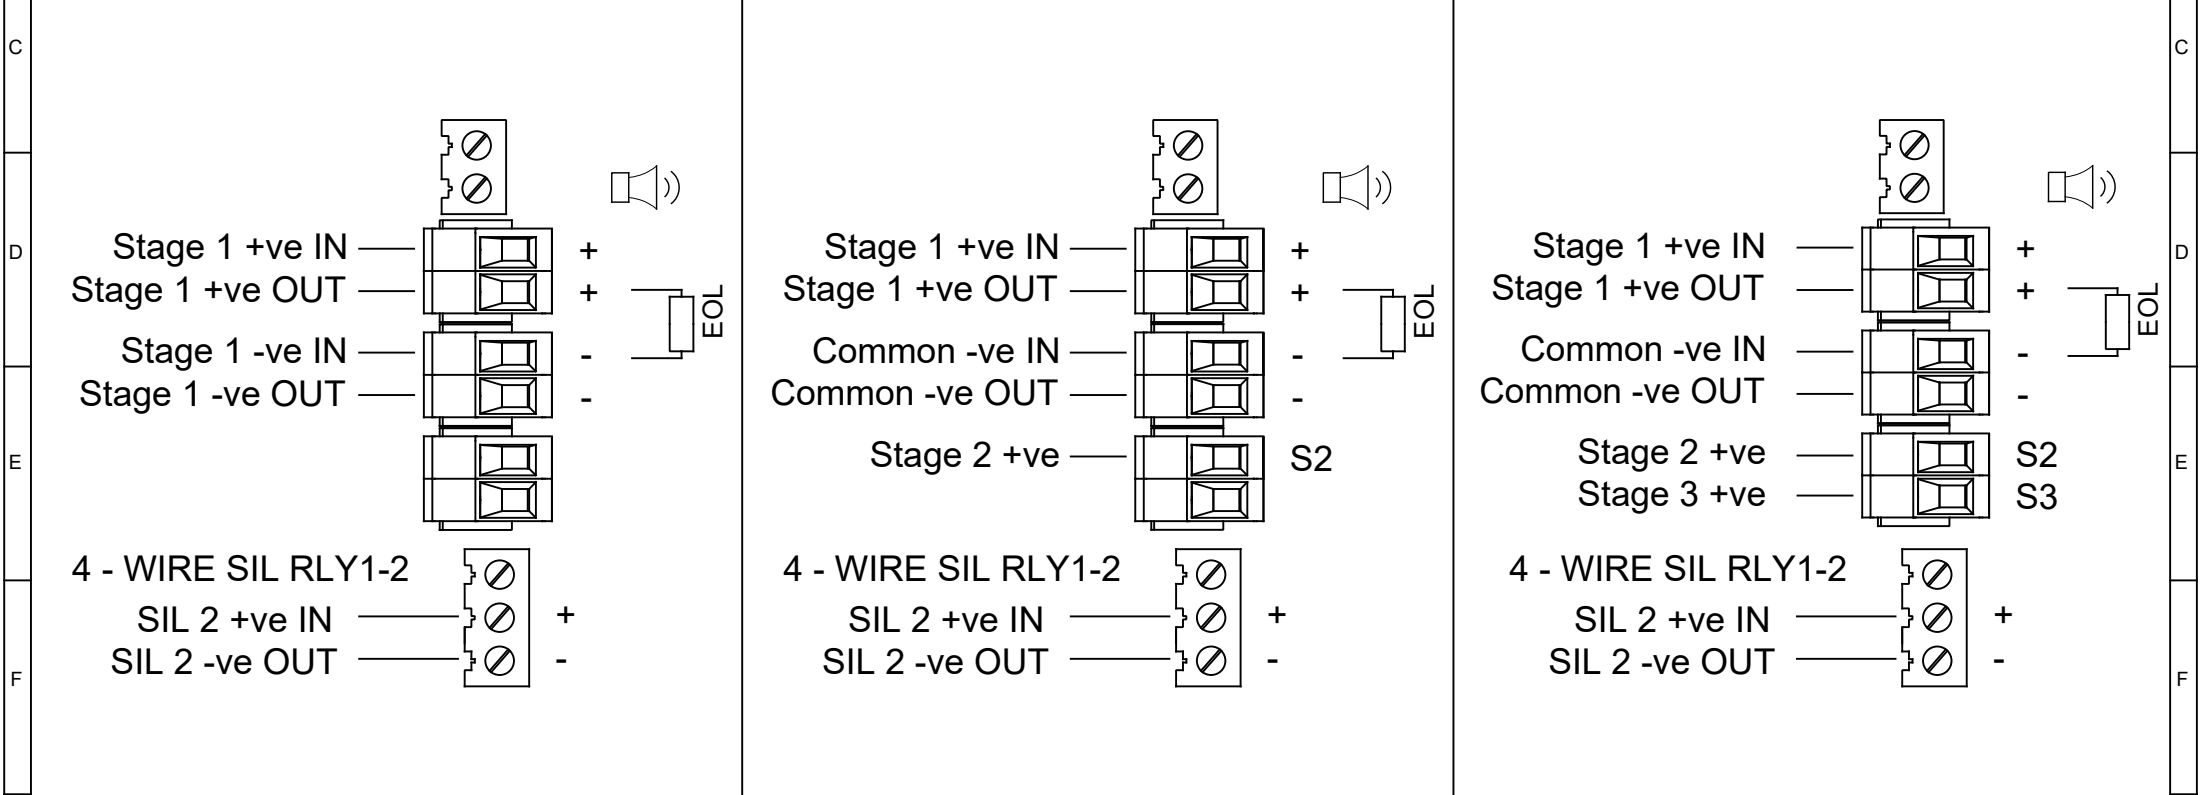 C
D
E
F
Stage 1 +ve IN +
Stage 1 +ve OUT +
EOL
Stage 1 -ve IN -
Stage 1 -ve OUT -
4 - WIRE SIL RLY1-2
SIL 2 +ve IN +
SIL 2 -ve OUT -
Stage 1 +ve IN +
Stage 1 +ve OUT +
EOL
Common -ve IN -
Common -ve OUT -
Stage 2 +ve S2
4 - WIRE SIL RLY1-2
SIL 2 +ve IN +
SIL 2 -ve OUT -
Stage 1 +ve IN +
Stage 1 +ve OUT +
EOL
Common -ve IN -
Common -ve OUT -
Stage 2 +ve S2
Stage 3 +ve S3
4 - WIRE SIL RLY1-2
SIL 2 +ve IN +
SIL 2 -ve OUT -
C
D
E
F